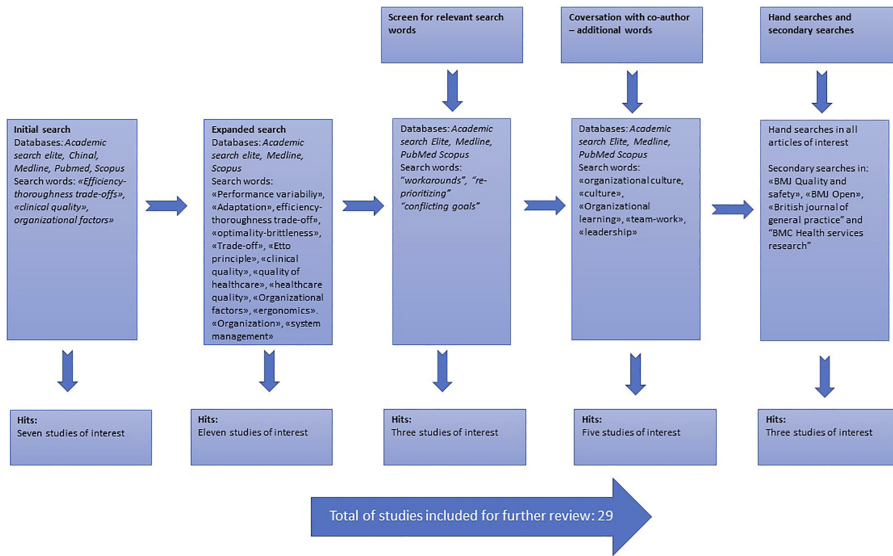 Screen for relevant search
words
Coversation with co-author
– additional words
Hand searches and
secondary searches
Initial search
Databases: Academic
search elite, Chinal,
Medline, Pubmed, Scopus
Search words: «Efficiency-
thoroughness trade-offs»,
«clinical quality»,
organizational factors»
Expanded search
Databases: Academic
search elite, Medline,
Scopus
Search words:
«Performance variabiliy»,
«Adaptation»,efficiency-
thoroughness trade-off»,
«optimality-brittleness»,
«Trade-off», «Etto
principle», «clinical
quality», «quality of
healthcare», «healthcare
quality», «Organizational
factors», «ergonomics».
«Organization», «system
management»
Databases: Academic
search Elite, Medline,
PubMed Scopus
Search words:
“workarounds”, “re-
prioritizing”
“conflicting goals”
Databases: Academic
search Elite, Medline,
PubMed Scopus
Search words:
«organizational culture,
«culture»,
«Organizational
learning», «team-work»,
«leadership»
Hand searches in all
articles of interest
Secondary searches in:
«BMJ Quality and
safety», «BMJ Open»,
«British journal of
general practice” and
“BMC Health services
research”
Hits:
Seven studies of interest
Hits:
Eleven studies of interest
Hits:
Three studies of interest
Hits:
Five studies of interest
Hits:
Three studies of interest
Total of studies included for further review: 29